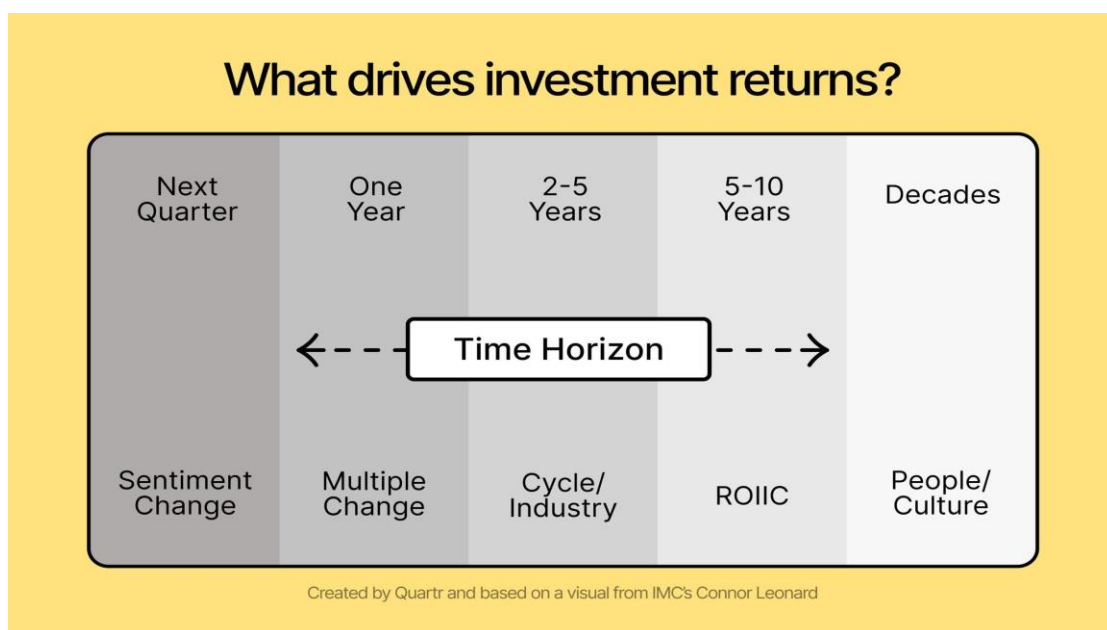 What drives investment returns?
Next
Quarter
One
Year
2-5
Years
5-10
Years
Decades
Time Horizon
Sentiment
Change
Multiple
Change
Cycle/
Industry
ROIIC
People/
Culture
Created by Quartr and based on a visual from IMC's Connor Leonard